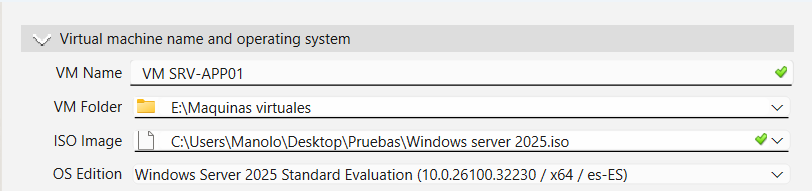 Virtual machine name and operating system
VM Name VM SRV-APP01
VM Folder E:\Maquinas virtuales
ISO Image C:\Users\Manolo\Desktop\Pruebas\Windows server 2025.iso
OS Edition Windows Server 2025 Standard Evaluation (10.0.26100.32230 / x64 / es-ES)